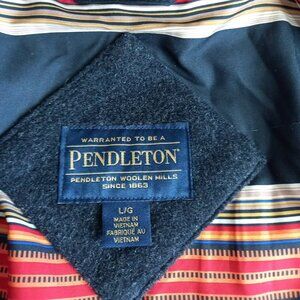 WARRANTED TO BE A
PENDLETON
PENDLETON WOOLEN MILLS
SINCE 1863
L/G
MADE IN
VIETNAM
FABRIQUÉ AU
VIETNAM